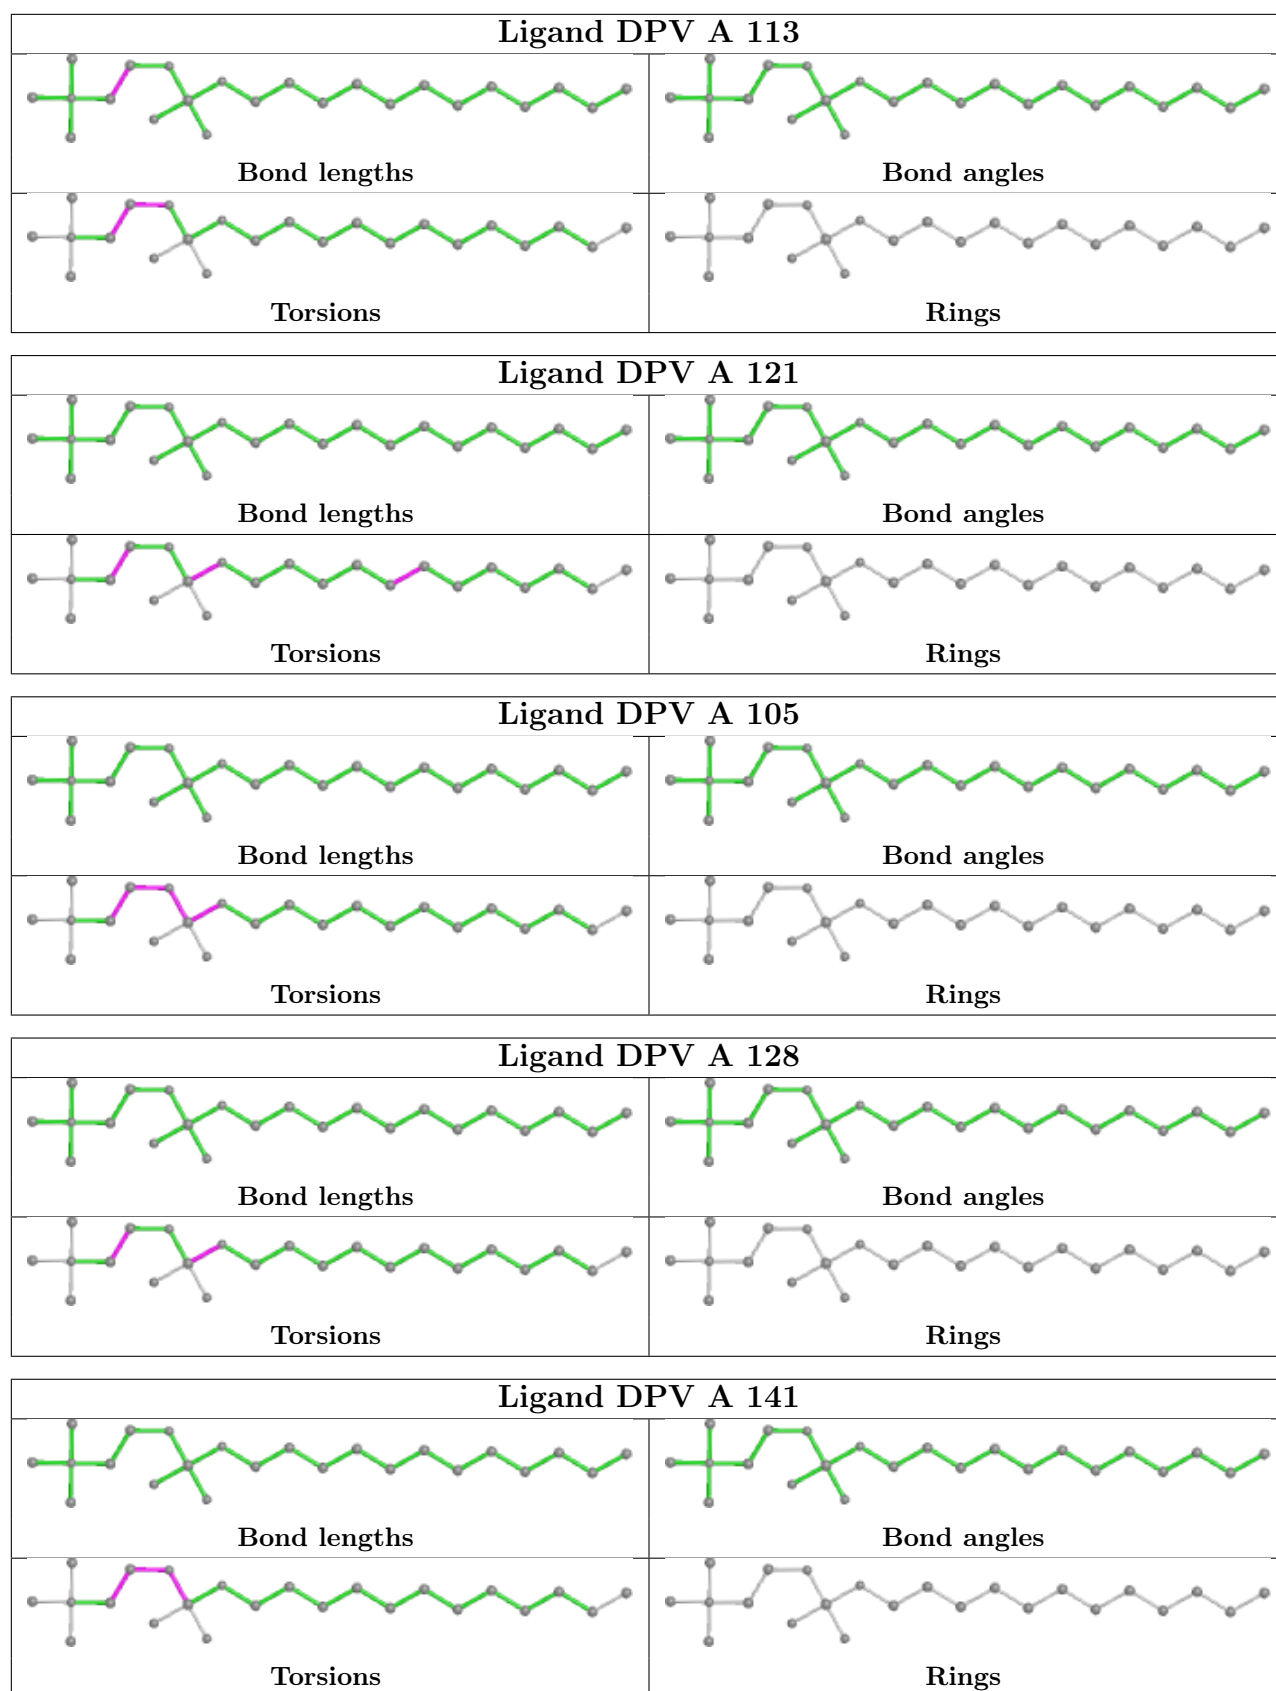 Ligand DPV A 113
Bond lengths
Bond angles
Torsions
Rings
Ligand DPV A 121
Bond lengths
Bond angles
Torsions
Rings
Ligand DPV A 105
Bond lengths
Bond angles
Torsions
Rings
Ligand DPV A 128
Bond lengths
Bond angles
Torsions
Rings
Ligand DPV A 141
Bond lengths
Bond angles
Torsions
Rings